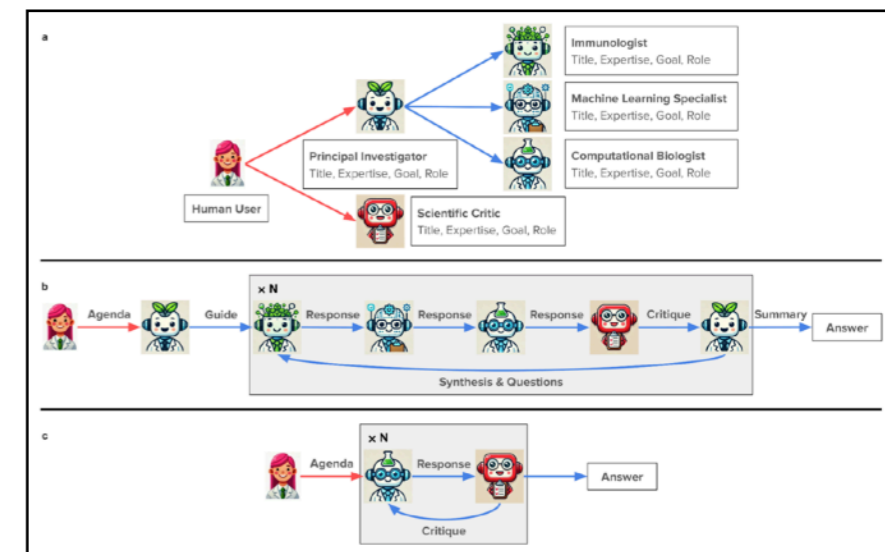 a
Immunologist
Title, Expertise, Goal, Role
Machine Learning Specialist
Title, Expertise, Goal, Role
Principal Investigator
Title, Expertise, Goal, Role
Computational Biologist
Title, Expertise, Goal, Role
Human User
Scientific Critic
Title, Expertise, Goal, Role
b
× N
Agenda
Guide
Response
Response
Response
Critique
Summary
Answer
Synthesis & Questions
c
× N
Agenda
Response
Answer
Critique